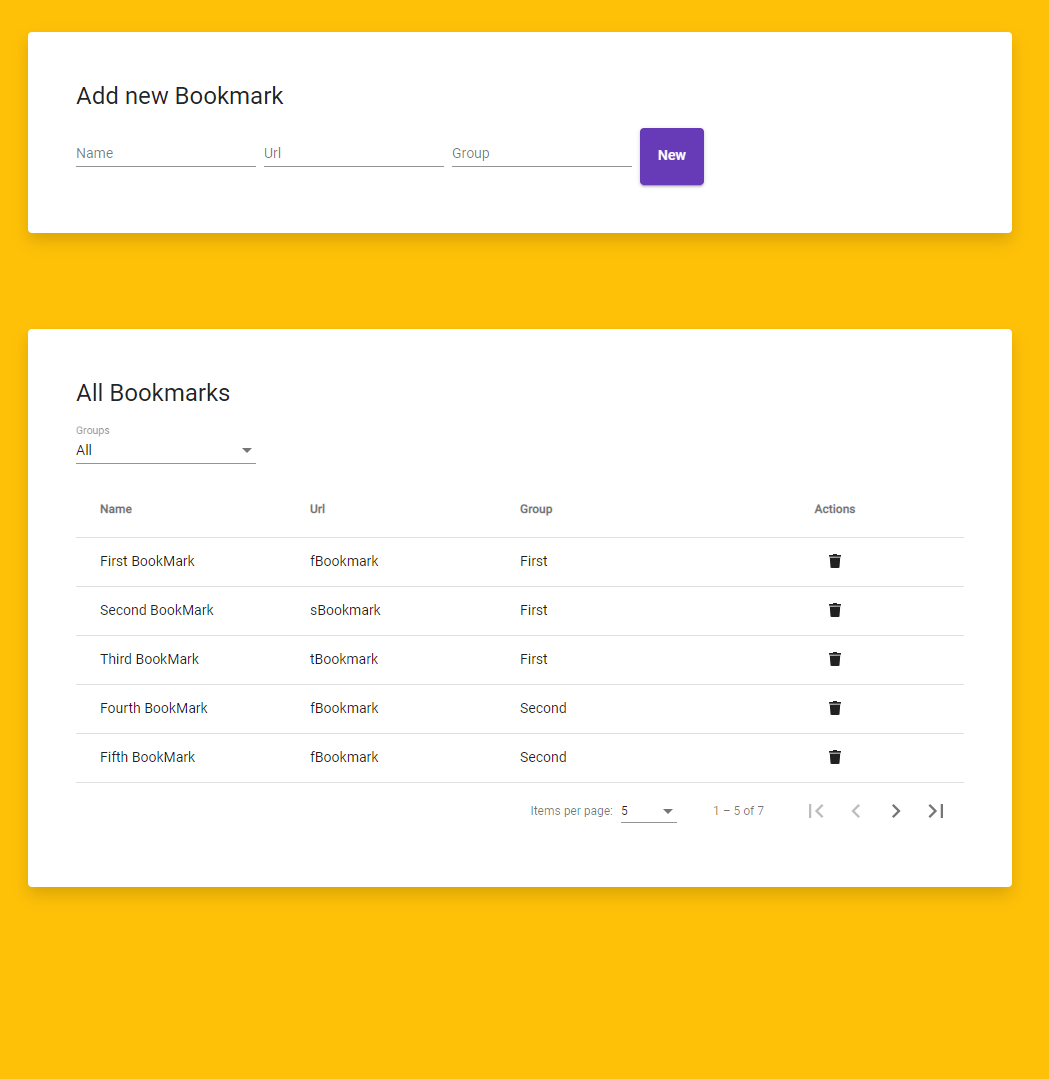 Add new Bookmark
Name Url Group New
All Bookmarks
Groups
All
Name Url Group Actions
First BookMark fBookmark First
Second BookMark sBookmark First
Third BookMark tBookmark First
Fourth BookMark fBookmark Second
Fifth BookMark fBookmark Second
Items per page: 5 1 – 5 of 7